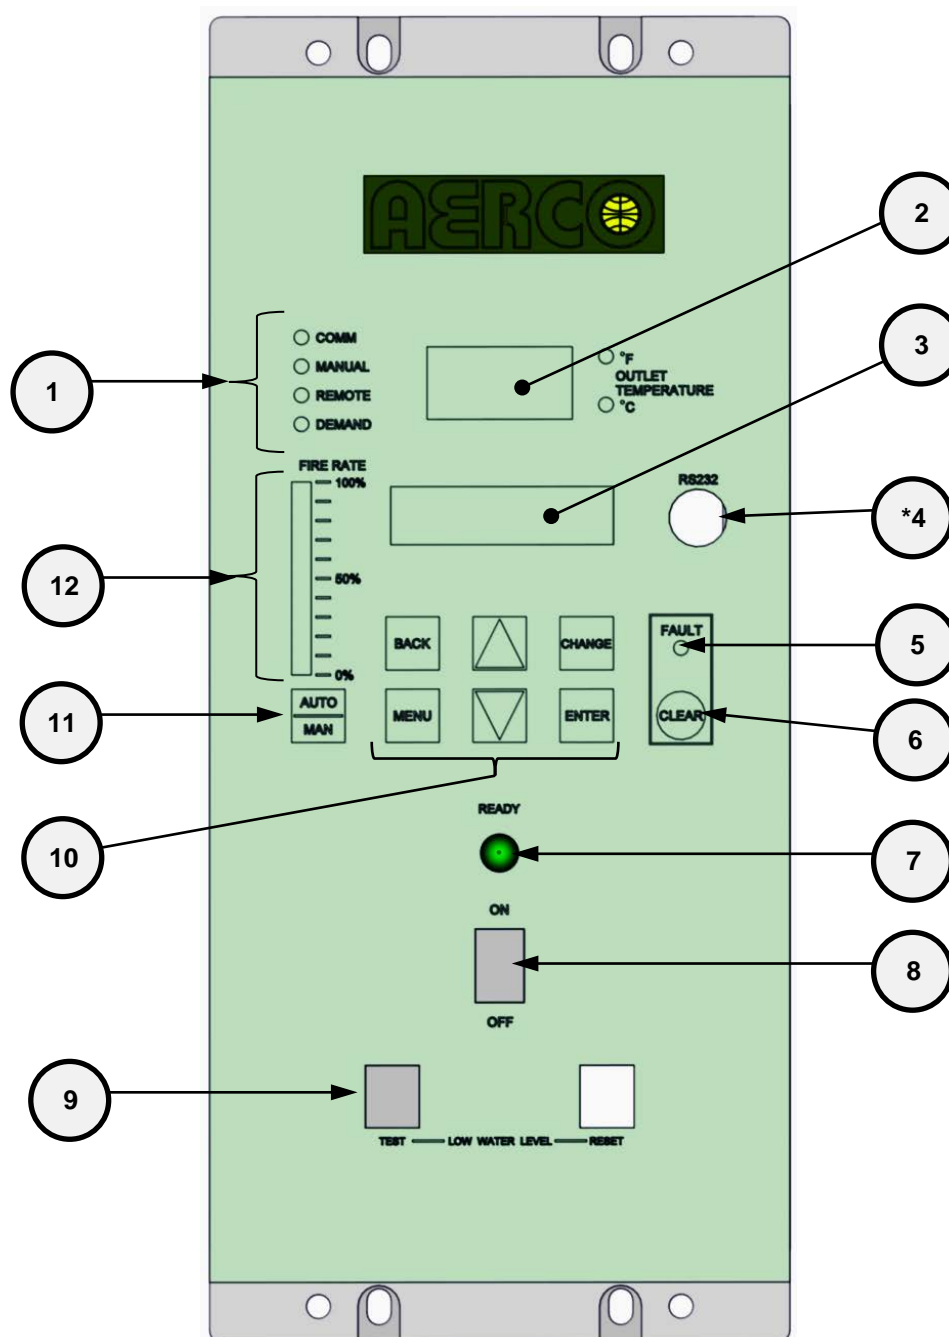 AERCO
2
3
COMM
MANUAL
REMOTE
DEMAND
1
°F
OUTLET
TEMPERATURE
°C
FIRE RATE
100%
50%
0%
12
RS232
*4
BACK
CHANGE
FAULT
5
AUTO
MAN
11
MENU
ENTER
CLEAR
6
10
READY
7
ON
8
OFF
9
TEST LOW WATER LEVEL RESET